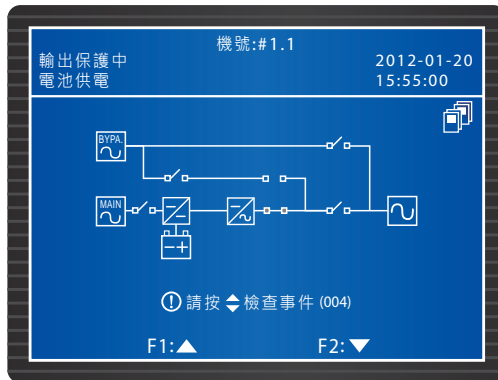 機號:#1.1
輸出保護中
2012-01-20
電池供電
15:55:00
BYPA.
MAIN
請按 檢查事件 (004)
F1:
F2: